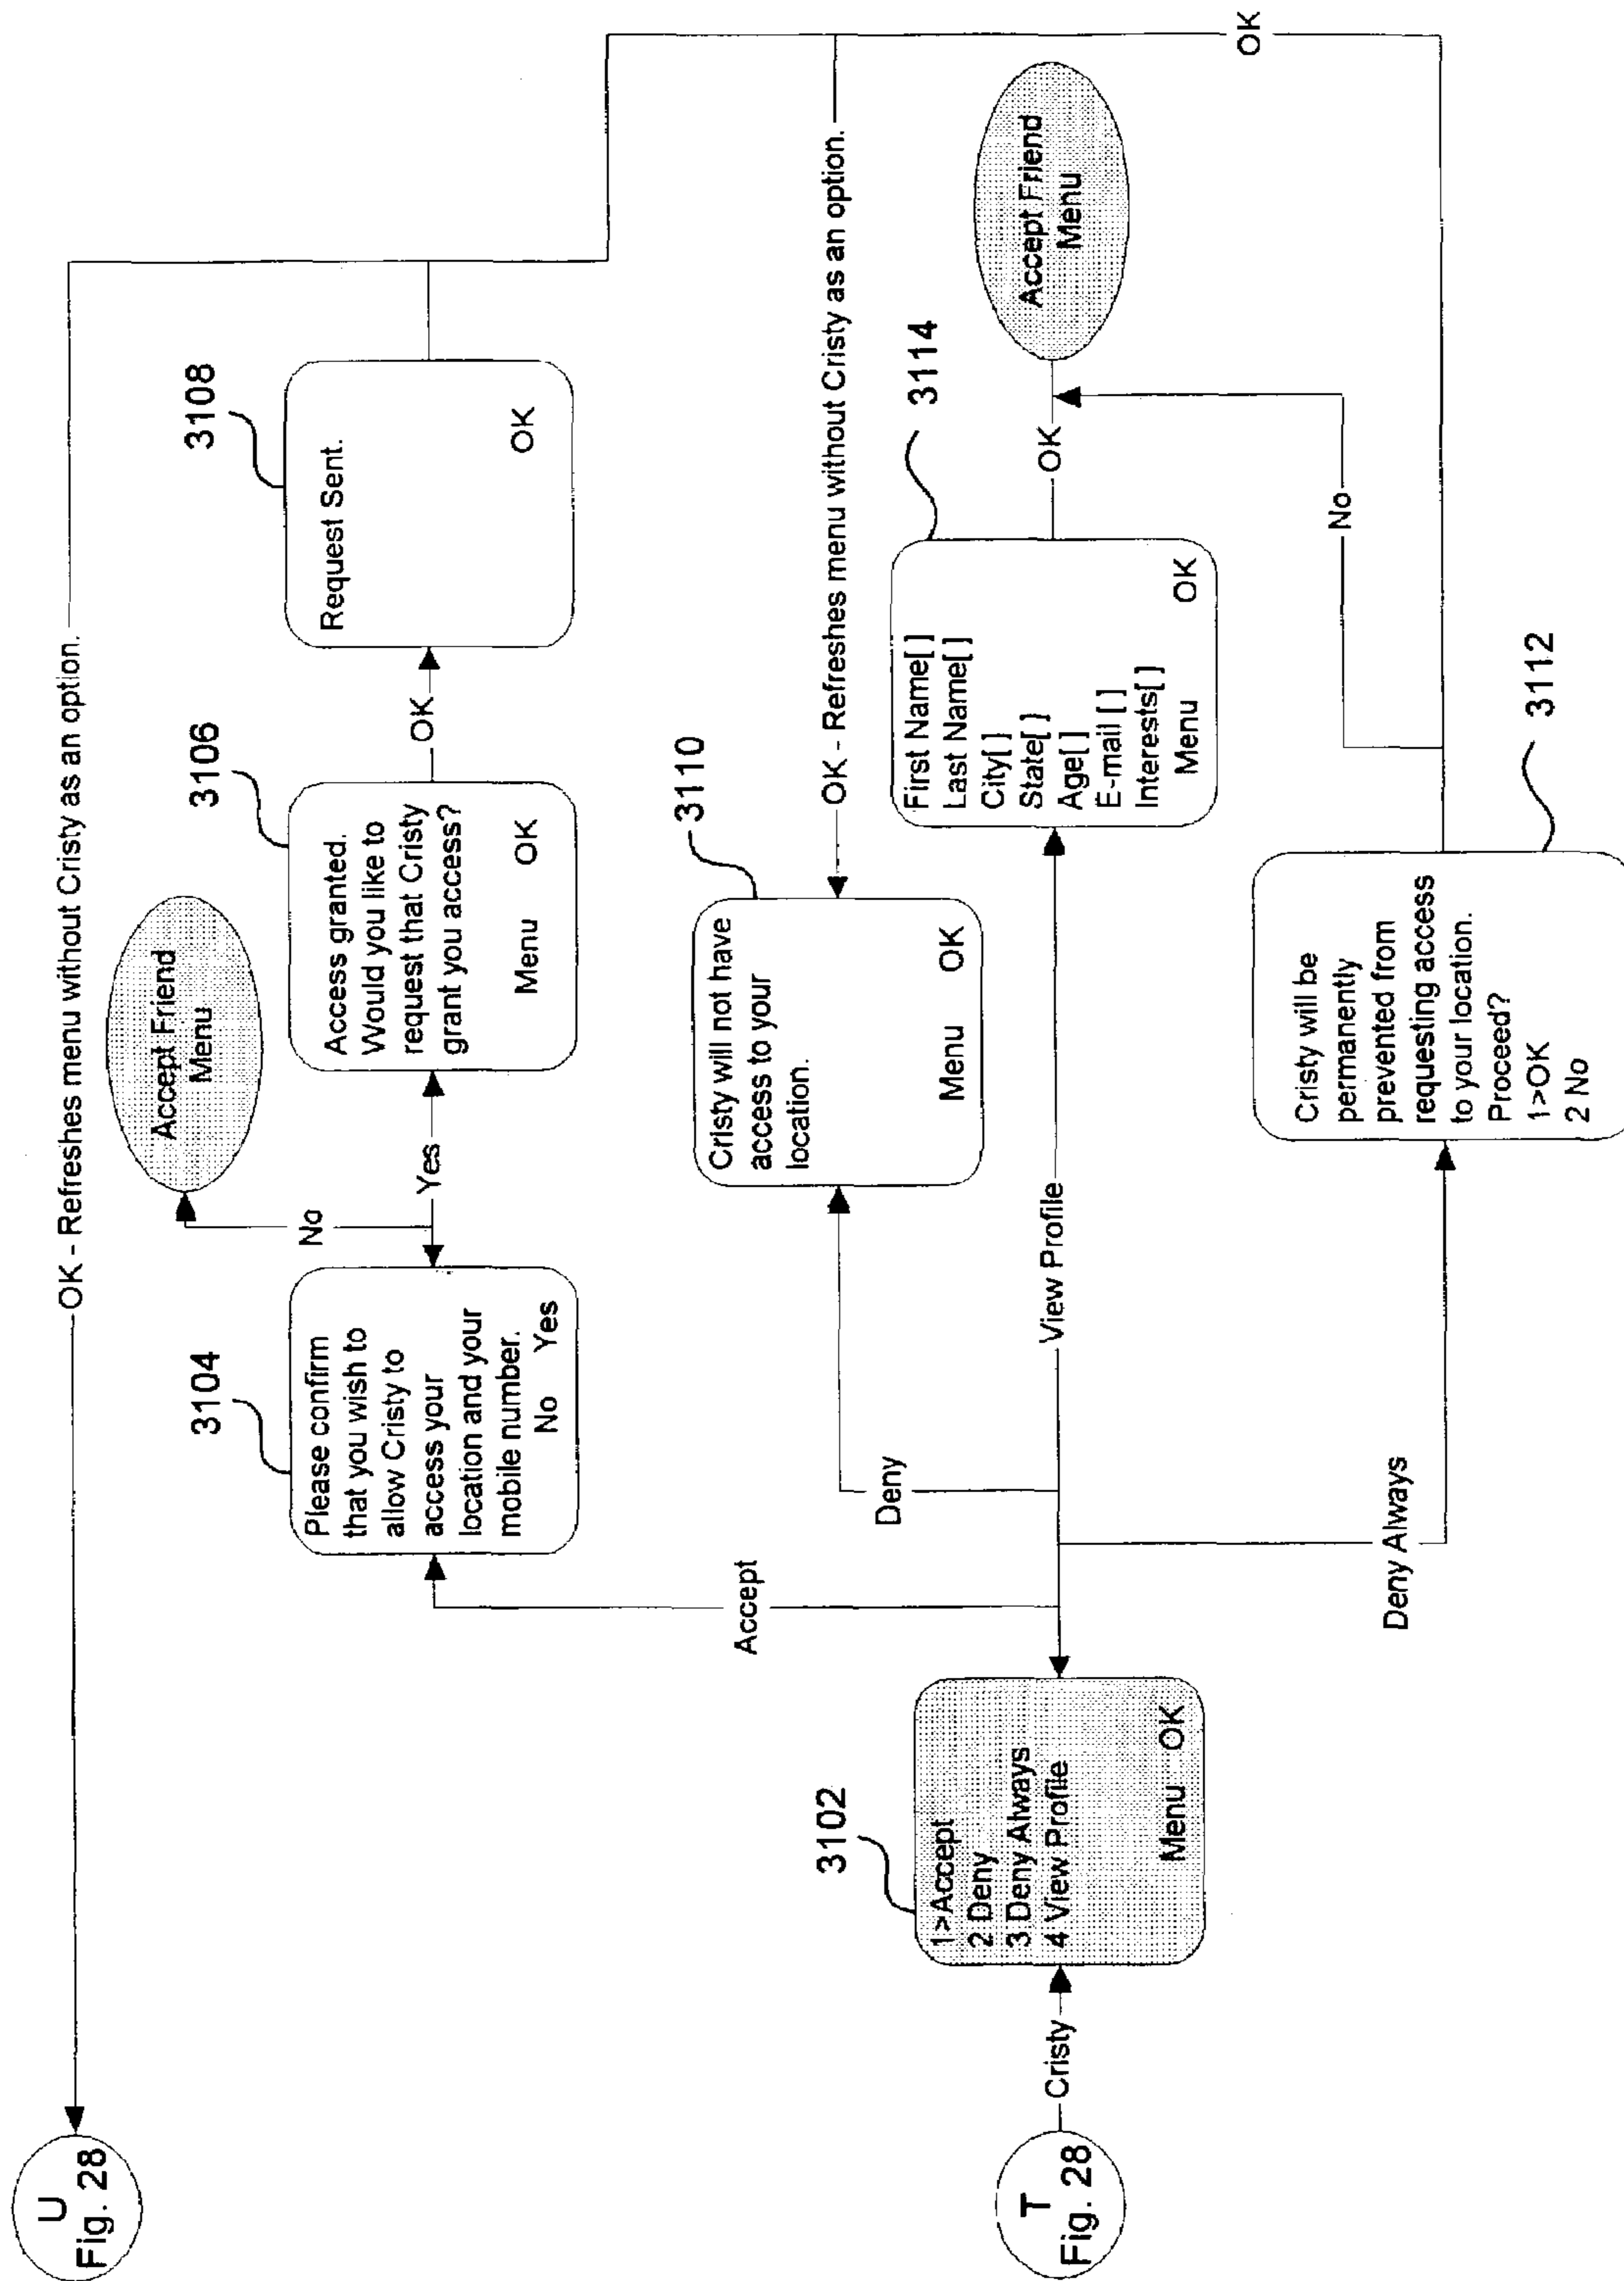 U
Fig. 28
OK - Refreshes menu without Cristy as an option.
3104
Please confirm
that you wish to
allow Cristy to
access your
location and your
mobile number.
No Yes
No
Yes
Accept Friend
Menu
3106
Access granted.
Would you like to
request that Cristy
grant you access?
Menu OK
OK
3108
Request Sent.
OK
Accept
Deny
3110
Cristy will not have
access to your
location.
Menu OK
OK - Refreshes menu without Cristy as an option.
T
Fig. 28
Cristy
3102
1>Accept
2 Deny
3 Deny Always
4 View Profile
Menu OK
View Profile
3114
First Name[ ]
Last Name[ ]
City[ ]
State[ ]
Age[ ]
E-mail [ ]
Interests[ ]
Menu OK
OK
Accept Friend
Menu
Deny Always
3112
Cristy will be
permanently
prevented from
requesting access
to your location.
Proceed?
1>OK
2 No
No
OK